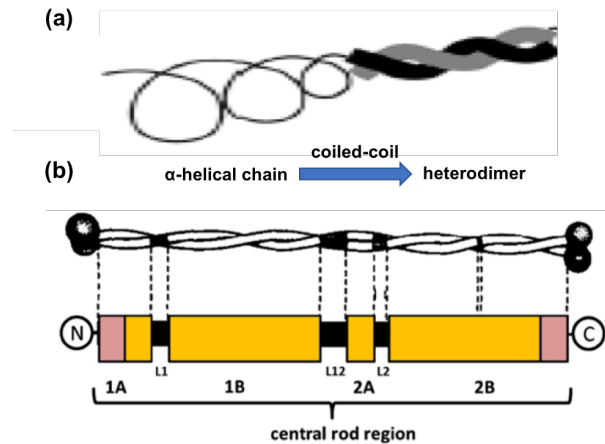 (a)
coiled-coil
α-helical chain heterodimer
(b)
N C
L1 L12 L2
1A 1B 2A 2B
central rod region